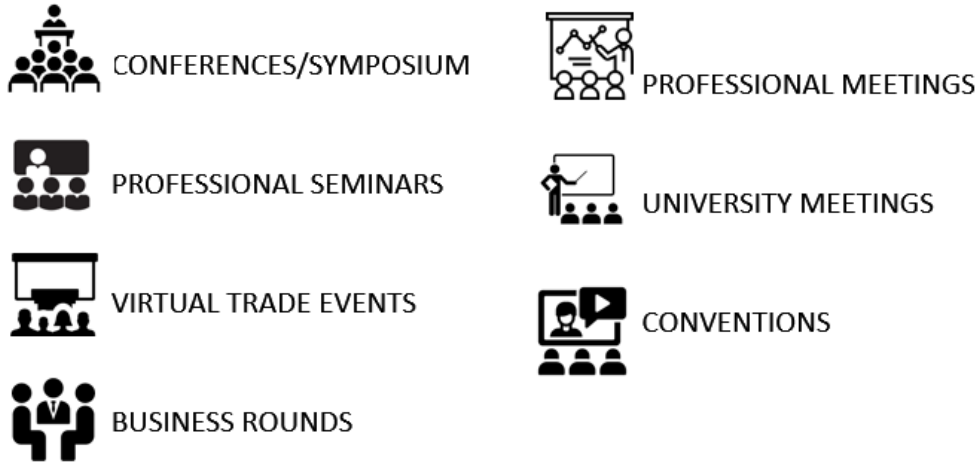 CONFERENCES/SYMPOSIUM
PROFESSIONAL SEMINARS
VIRTUAL TRADE EVENTS
BUSINESS ROUNDS
PROFESSIONAL MEETINGS
UNIVERSITY MEETINGS
CONVENTIONS